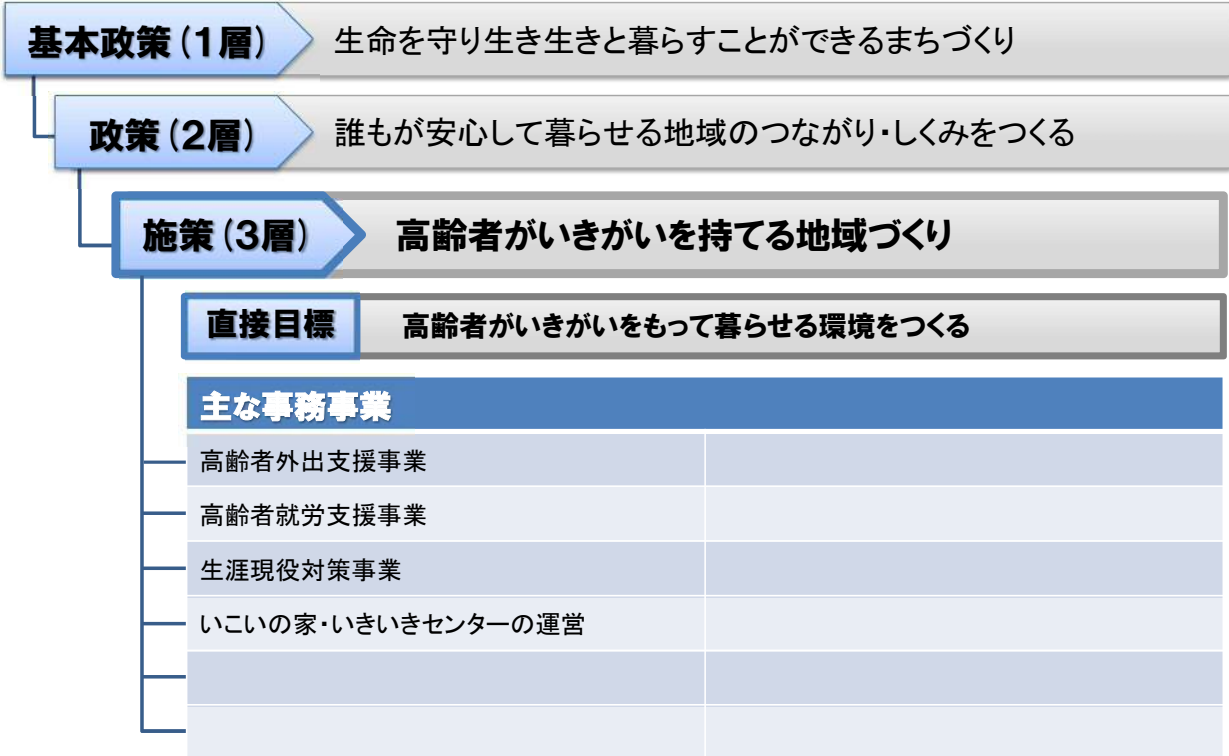 基本政策(1層) 生命を守り生き生きと暮らすことができるまちづくり
政策(2層) 誰もが安心して暮らせる地域のつながり・しくみをつくる
施策(3層) 高齢者がいきがいを持てる地域づくり
直接目標 高齢者がいきがいをもって暮らせる環境をつくる
主な事務事業
高齢者外出支援事業
高齢者就労支援事業
生涯現役対策事業
いこいの家・いきいきセンターの運営